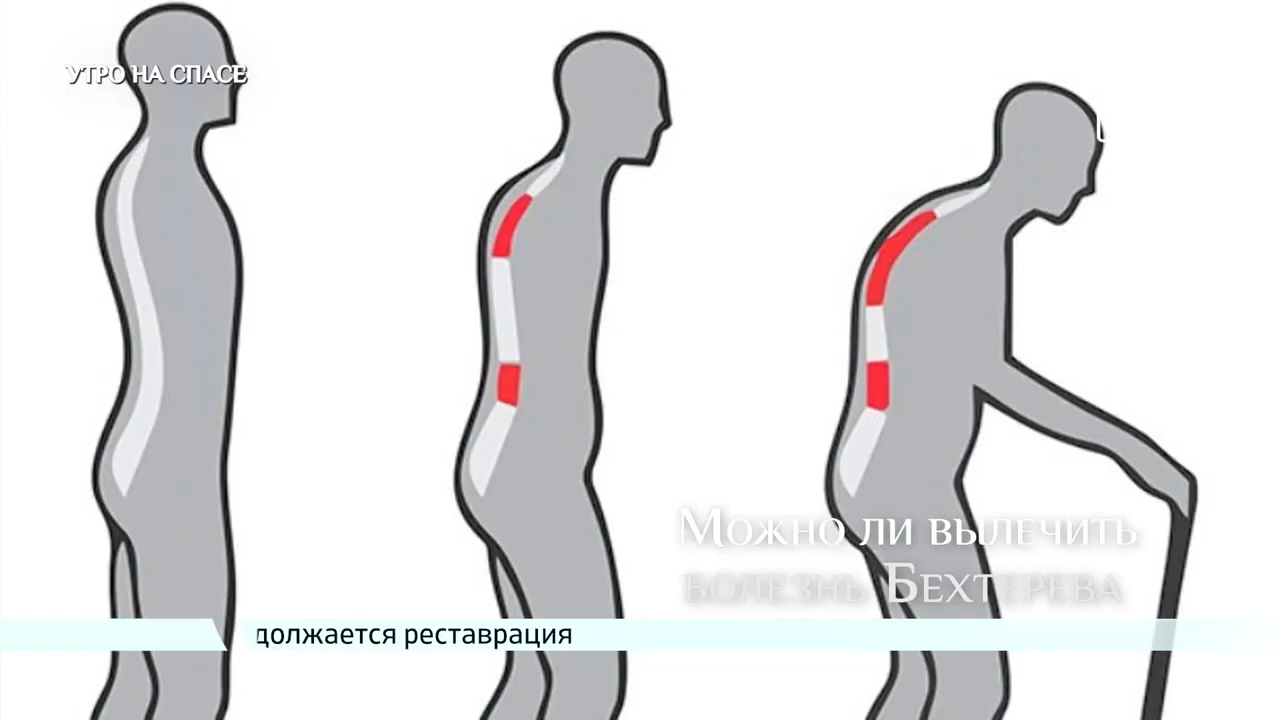 УТРО НА СПАСЕ
Можно ли вылечить
болезнь Бехтерева
должается реставрация